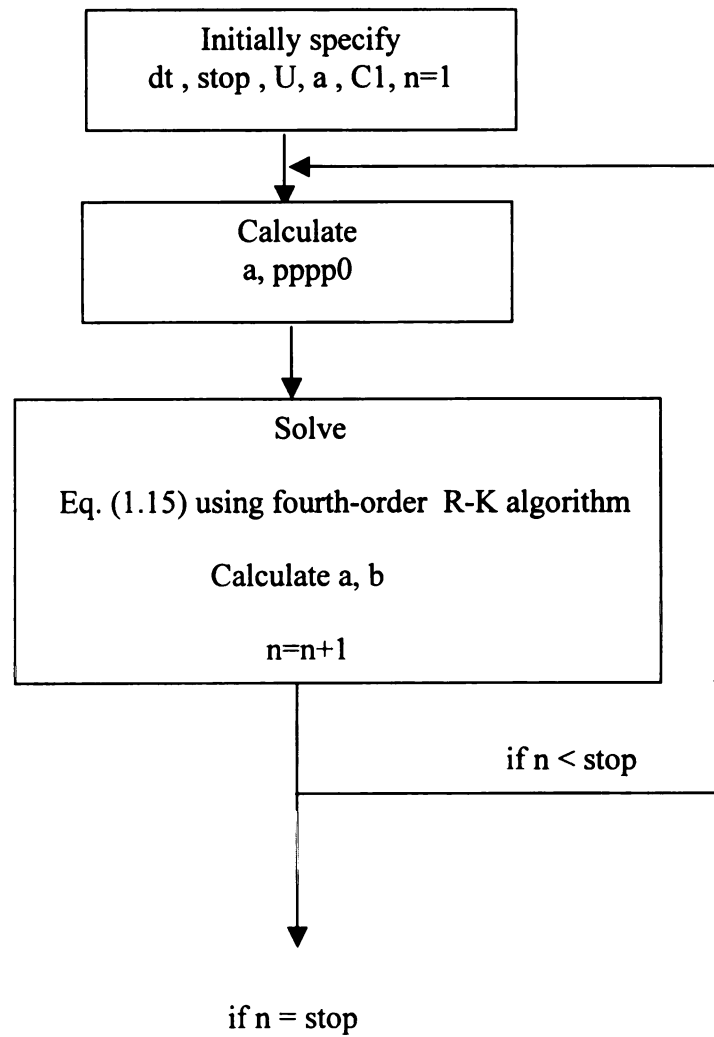 Initially specify
dt , stop , U, a , C1, n=1
Calculate
a, pppp0
Solve
Eq. (1.15) using fourth-order R-K algorithm
Calculate a, b
n=n+1
if n < stop
if n = stop